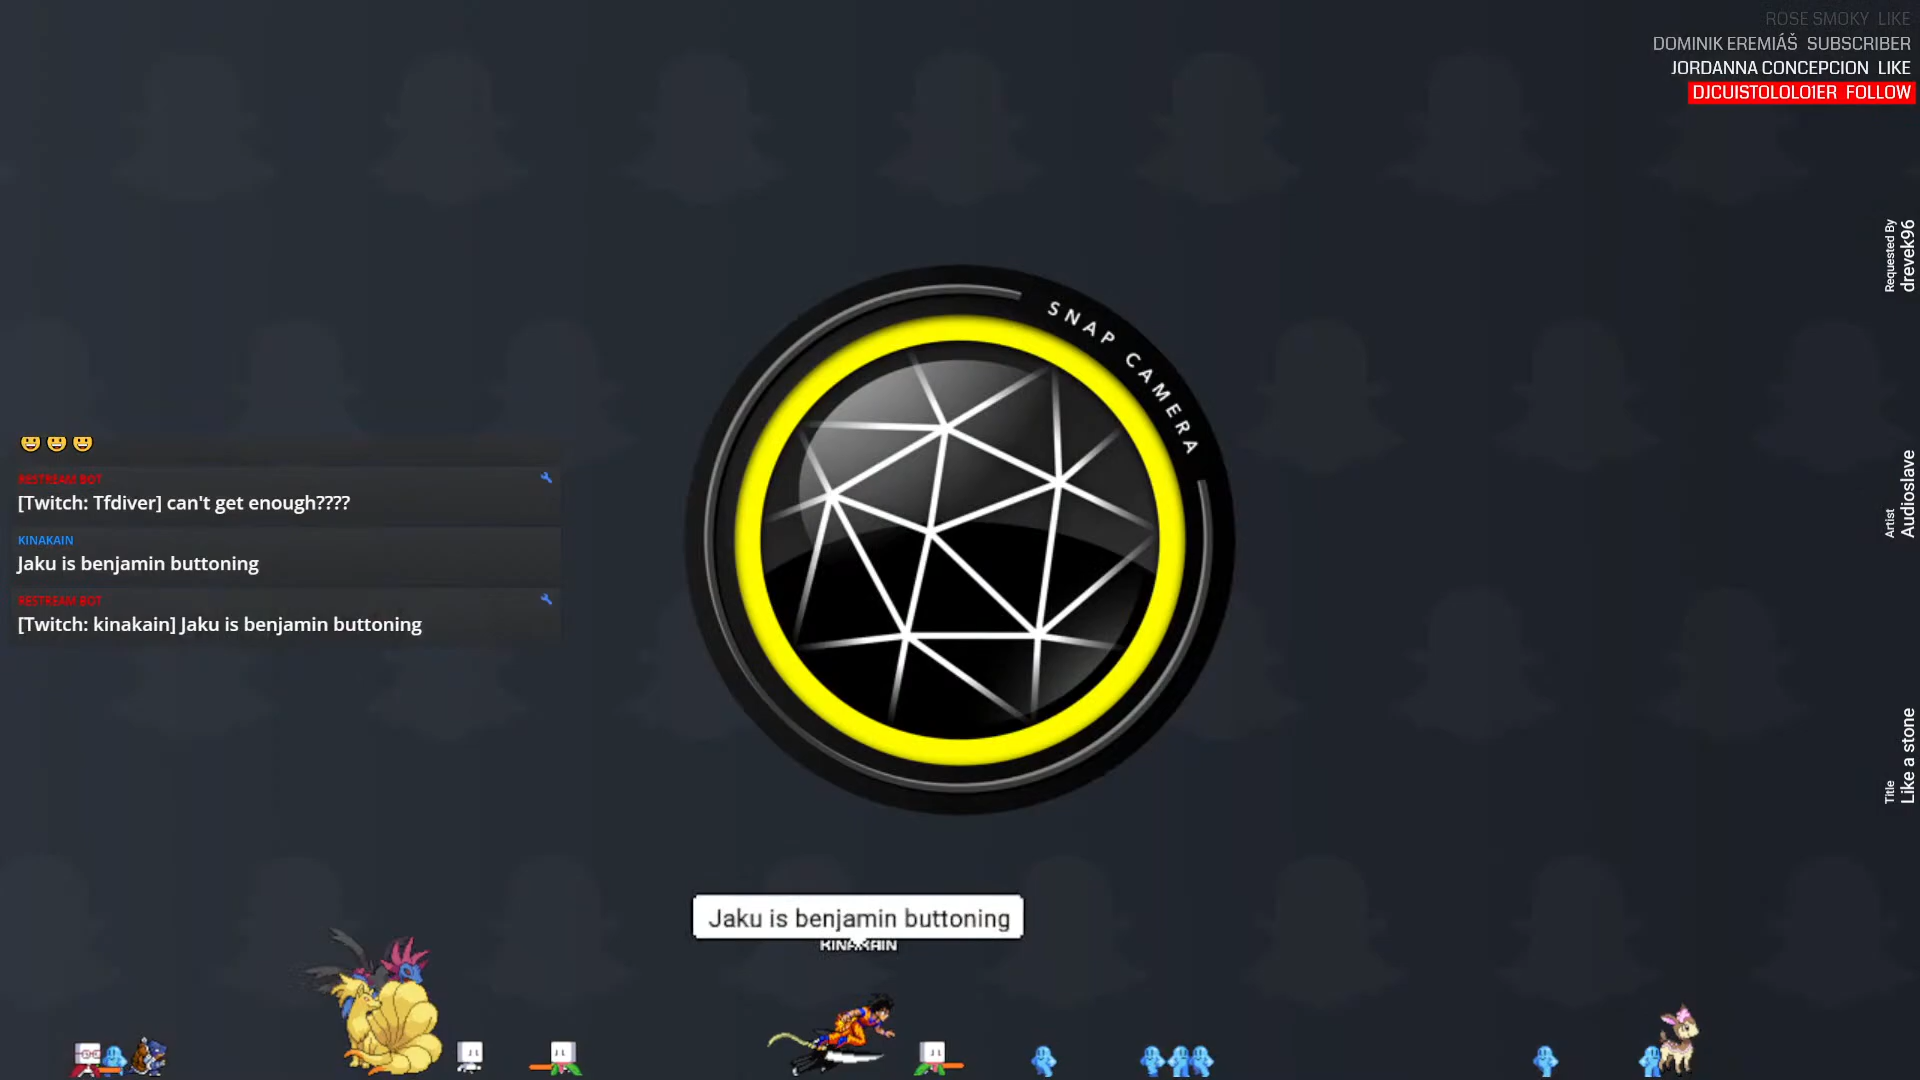 ROSE SMOKY LIKE
DOMINIK EREMIÁŠ SUBSCRIBER
JORDANNA CONCEPCION LIKE
DJCUISTOLOLO1ER FOLLOW
SNAP CAMERA
Requested By
drevek96
Artist
Audioslave
Title
Like a stone
RESTREAM BOT
[Twitch: Tfdiver] can't get enough????
KINAKAIN
Jaku is benjamin buttoning
RESTREAM BOT
[Twitch: kinakain] Jaku is benjamin buttoning
Jaku is benjamin buttoning
KINAKAIN